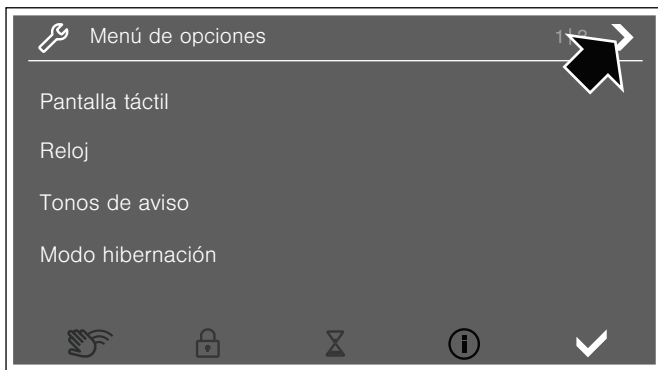 Menú de opciones
Pantalla táctil
Reloj
Tonos de aviso
Modo hibernación